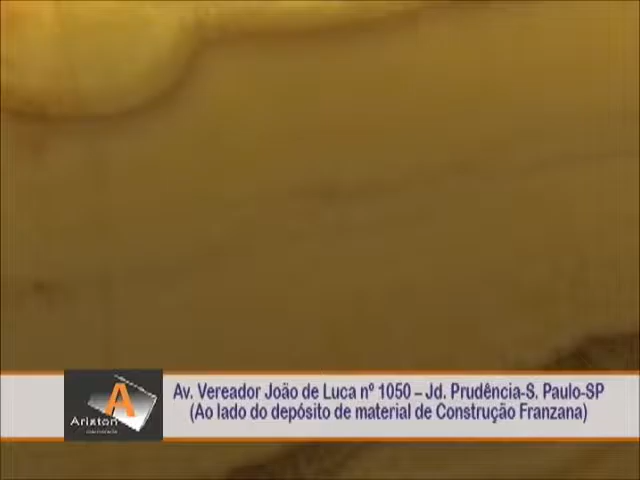 Av. Vereador João de Luca nº 1050 – Jd. Prudência-S. Paulo-SP
(Ao lado do depósito de material de Construção Franzana)
A
Arixton